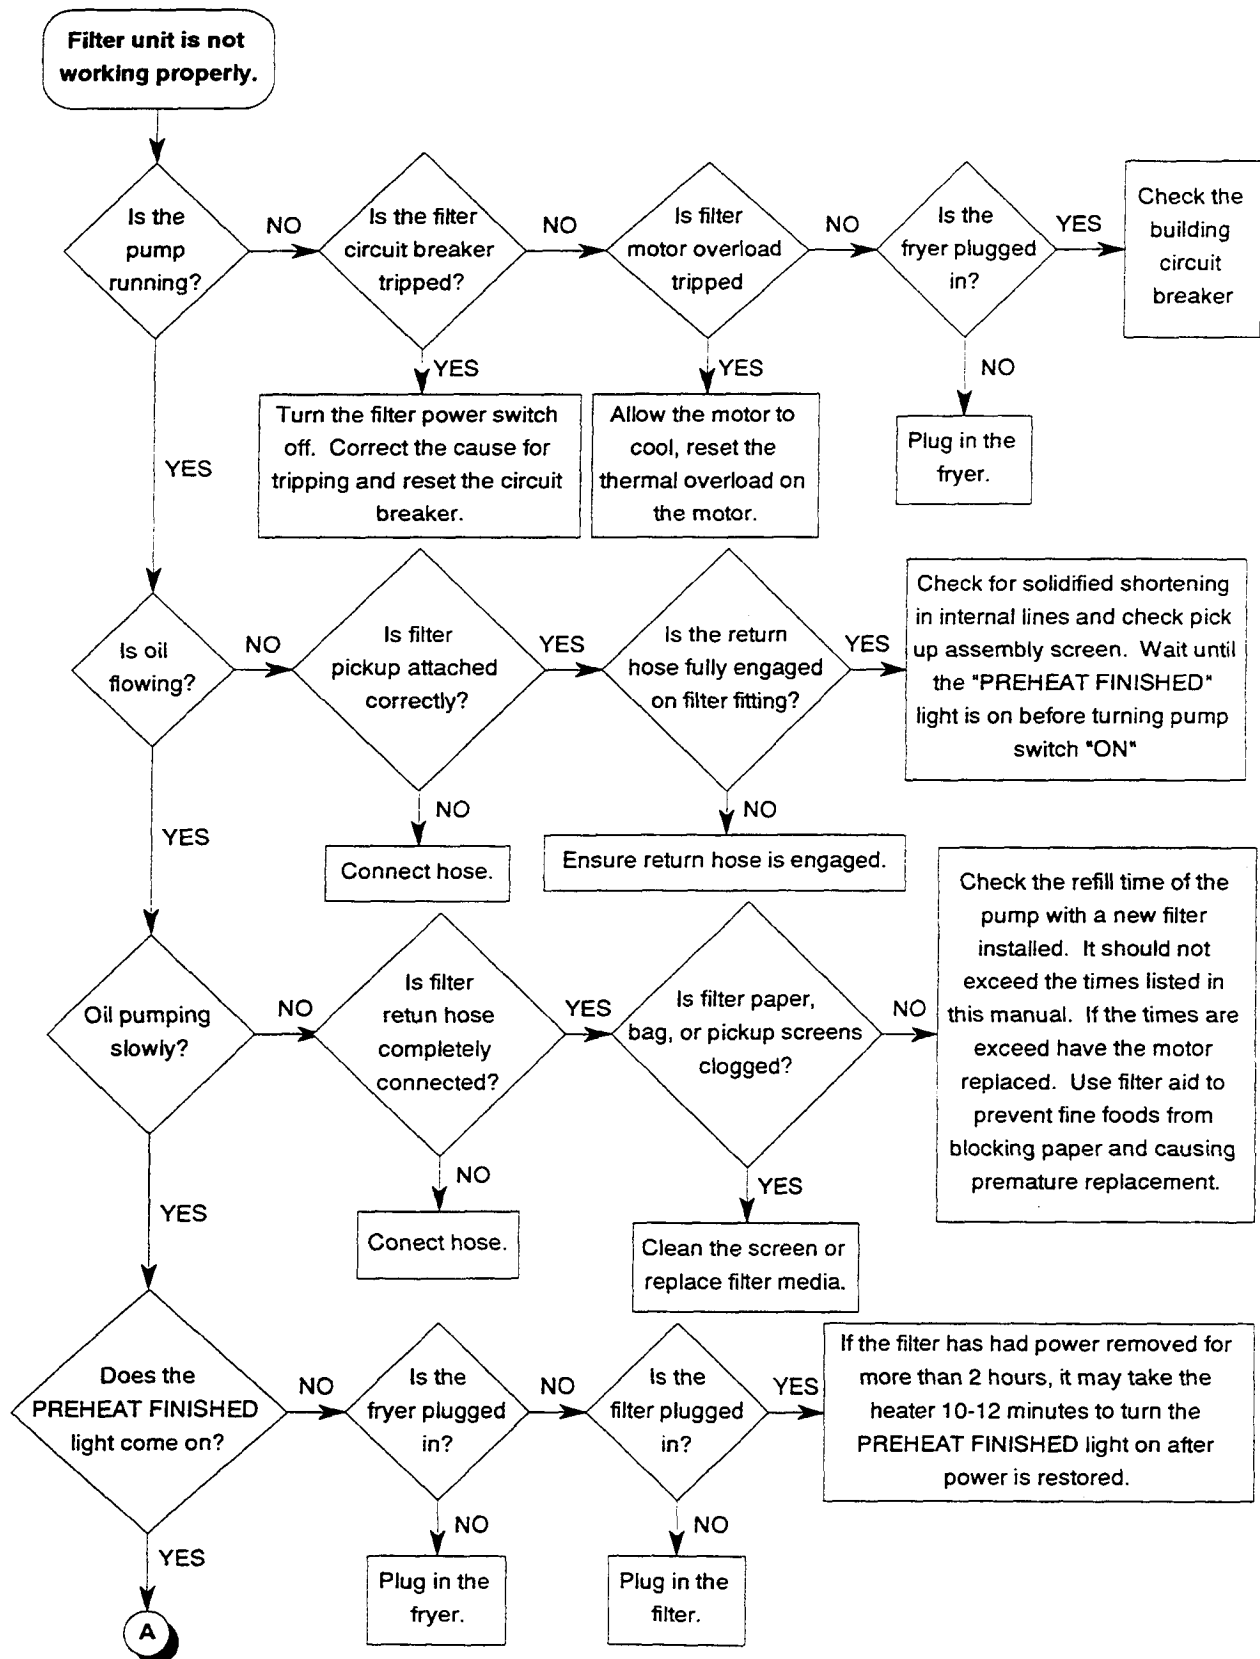 Filter unit is not
working properly.
Is the
pump
running?
NO
Is the filter
circuit breaker
tripped?
NO
Is filter
motor overload
tripped
NO
Is the
fryer plugged
in?
YES
Check the
building
circuit
breaker
YES
YES
NO
Turn the filter power switch
off. Correct the cause for
tripping and reset the circuit
breaker.
Allow the motor to
cool, reset the
thermal overload on
the motor.
Plug in the
fryer.
YES
Is oil
flowing?
NO
Is filter
pickup attached
correctly?
YES
Is the return
hose fully engaged
on filter fitting?
YES
Check for solidified shortening
in internal lines and check pick
up assembly screen. Wait until
the "PREHEAT FINISHED"
light is on before turning pump
switch "ON"
NO
NO
YES
Connect hose.
Ensure return hose is engaged.
Oil pumping
slowly?
NO
Is filter
retun hose
completely
connected?
YES
Is filter paper,
bag, or pickup screens
clogged?
NO
Check the refill time of the
pump with a new filter
installed. It should not
exceed the times listed in
this manual. If the times are
exceed have the motor
replaced. Use filter aid to
prevent fine foods from
blocking paper and causing
premature replacement.
NO
YES
YES
Conect hose.
Clean the screen or
replace filter media.
Does the
PREHEAT FINISHED
light come on?
NO
Is the
fryer plugged
in?
NO
Is the
filter plugged
in?
YES
If the filter has had power removed for
more than 2 hours, it may take the
heater 10-12 minutes to turn the
PREHEAT FINISHED light on after
power is restored.
NO
NO
YES
Plug in the
fryer.
Plug in the
filter.
A